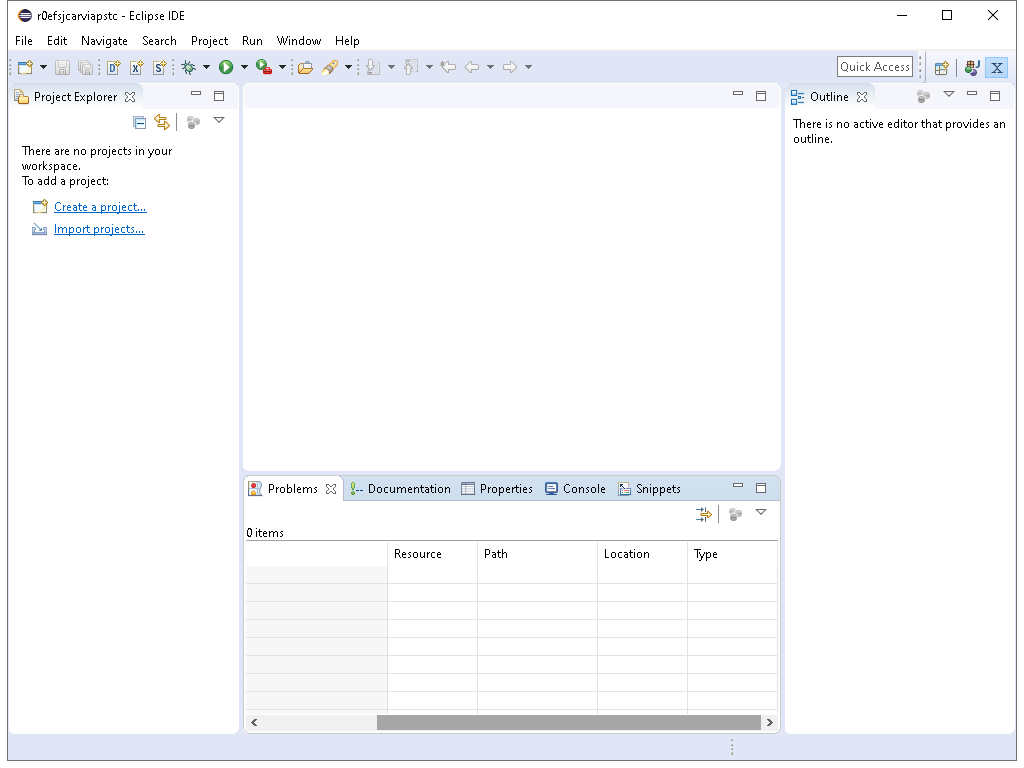 r0efsjcarviapstc - Eclipse IDE
File Edit Navigate Search Project Run Window Help
Quick Access
Project Explorer
There are no projects in your
workspace.
To add a project:
Create a project...
Import projects...
Outline
There is no active editor that provides an
outline.
Problems Documentation Properties Console Snippets
0 items
Resource Path Location Type